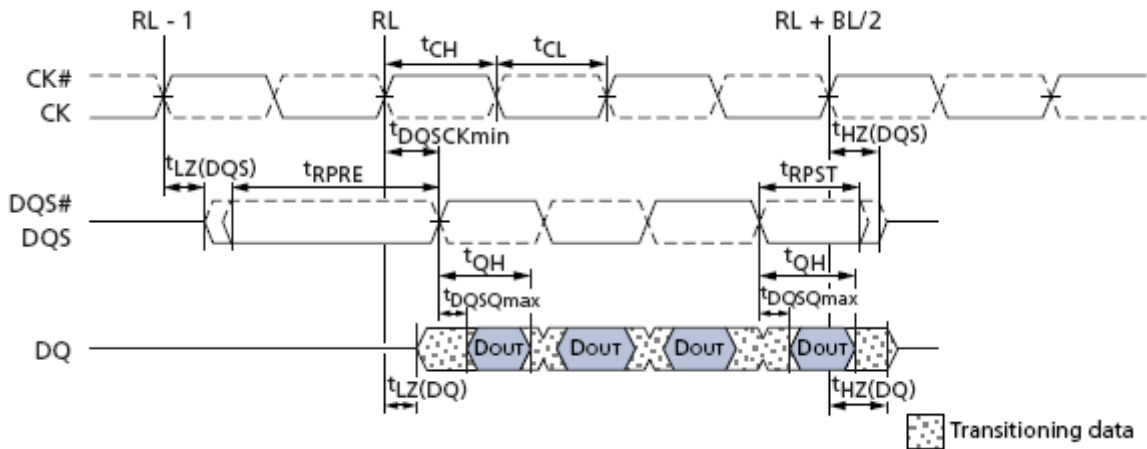 RL - 1 RL RL + BL/2
tCH tCL
CK#
CK
tDQSCKmin tHZ(DQS)
tLZ(DQS) tRPRE tRPST
DQS#
DQS
tQH tQH
tDQSQmax tDQSQmax
DQ DOUT DOUT DOUT DOUT
tLZ(DQ) tHZ(DQ)
Transitioning data